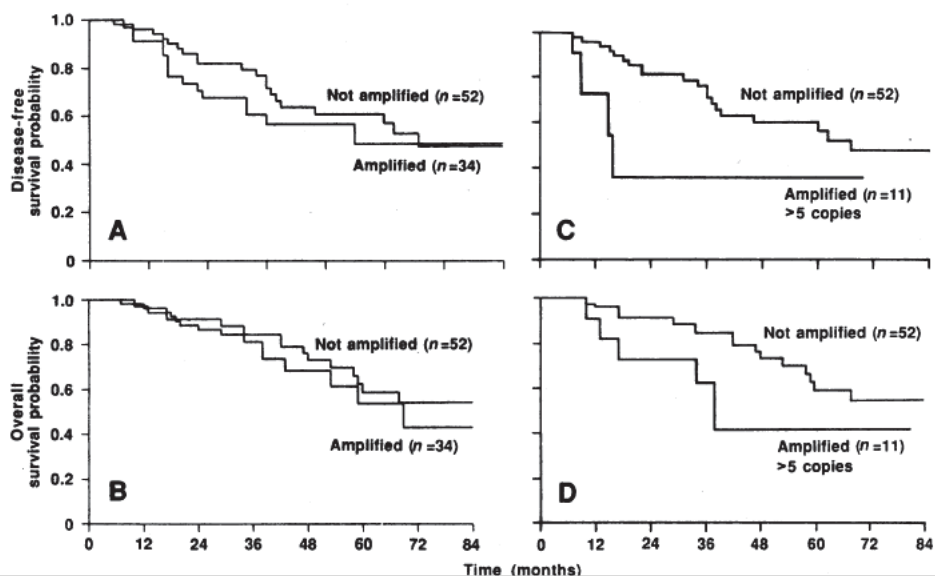 Disease-free
survival probability
1.0
0.8
0.6
0.4
0.2
0
Not amplified (n=52)
Amplified (n=34)
A
Not amplified (n=52)
Amplified (n=11)
>5 copies
C
Overall
survival probability
1.0
0.8
0.6
0.4
0.2
0
Not amplified (n=52)
Amplified (n=34)
B
0 12 24 36 48 60 72 84
Not amplified (n=52)
Amplified (n=11)
>5 copies
D
0 12 24 36 48 60 72 84
Time (months)